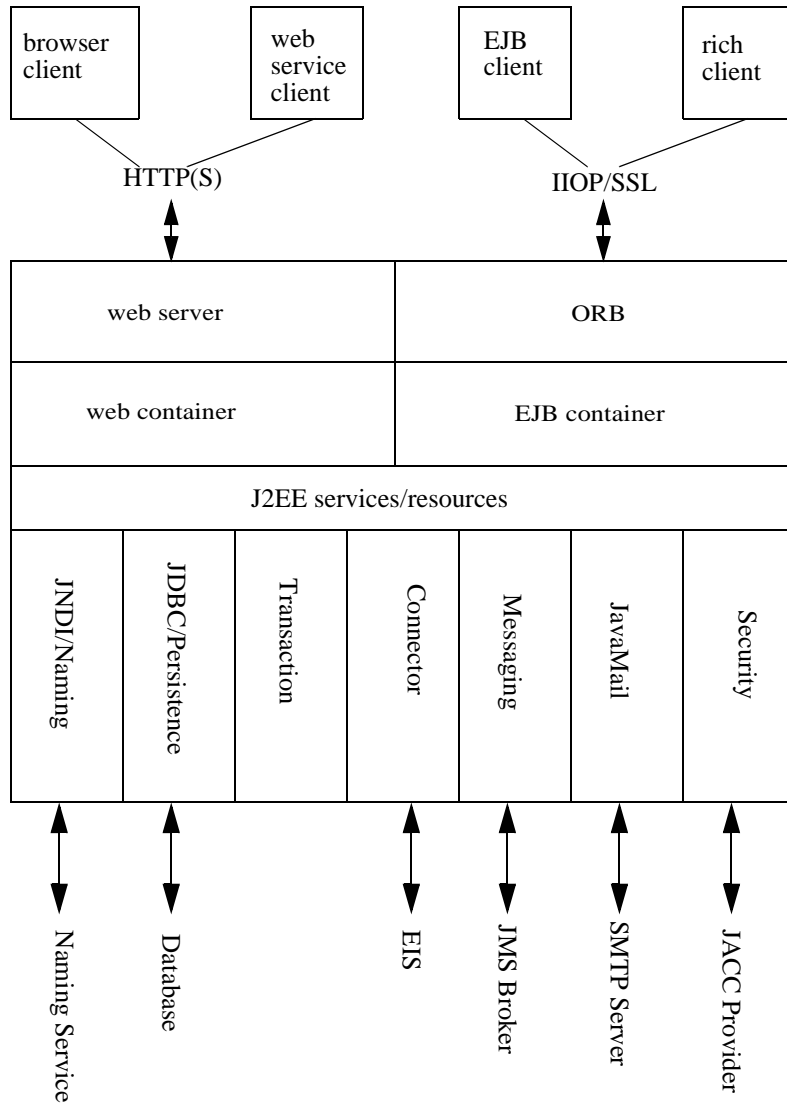 browser
client
web
service
client
EJB
client
rich
client
HTTP(S)
IIOP/SSL
web server
ORB
web container
EJB container
J2EE services/resources
JNDI/Naming
JDBC/Persistence
Transaction
Connector
Messaging
JavaMail
Security
Naming Service
Database
EIS
JMS Broker
SMTP Server
JACC Provider